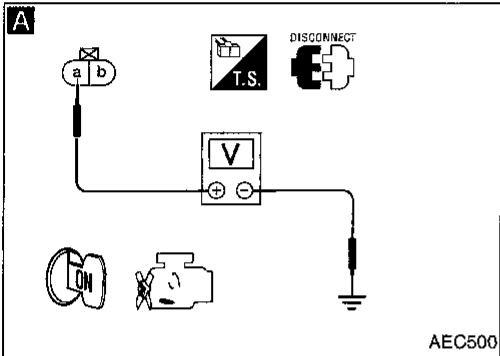 A
DISCONNECT
a b
T.S.
V
+ −
ON
AEC500